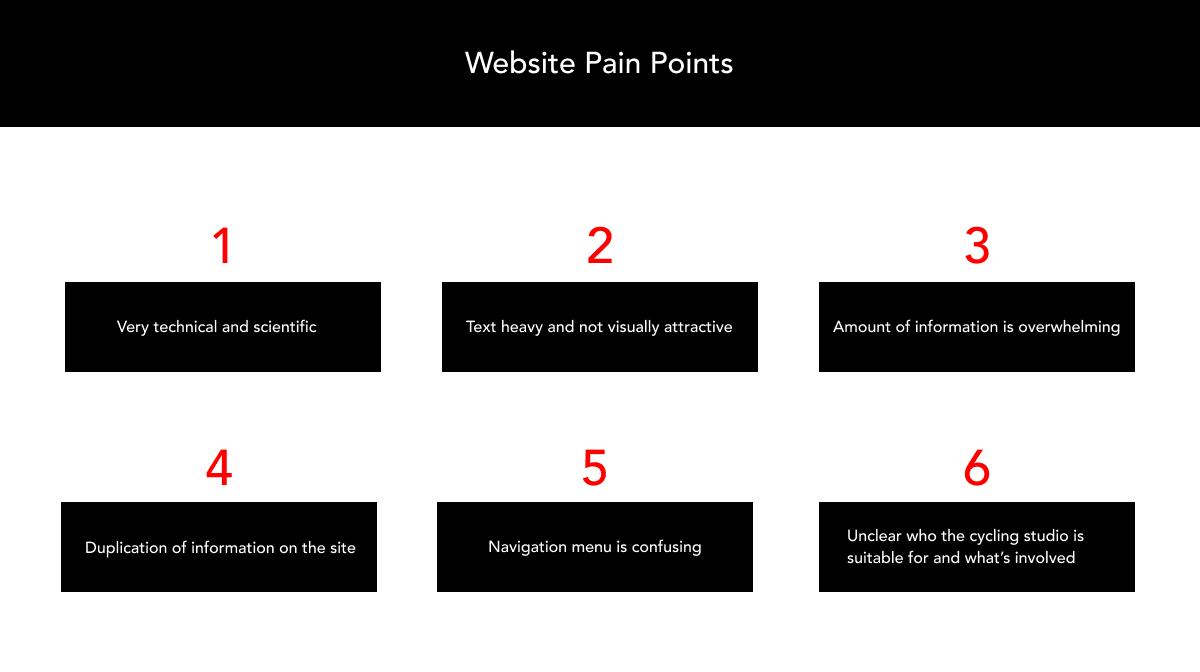 Website Pain Points
1
Very technical and scientific
2
Text heavy and not visually attractive
3
Amount of information is overwhelming
4
Duplication of information on the site
5
Navigation menu is confusing
6
Unclear who the cycling studio is
suitable for and what’s involved